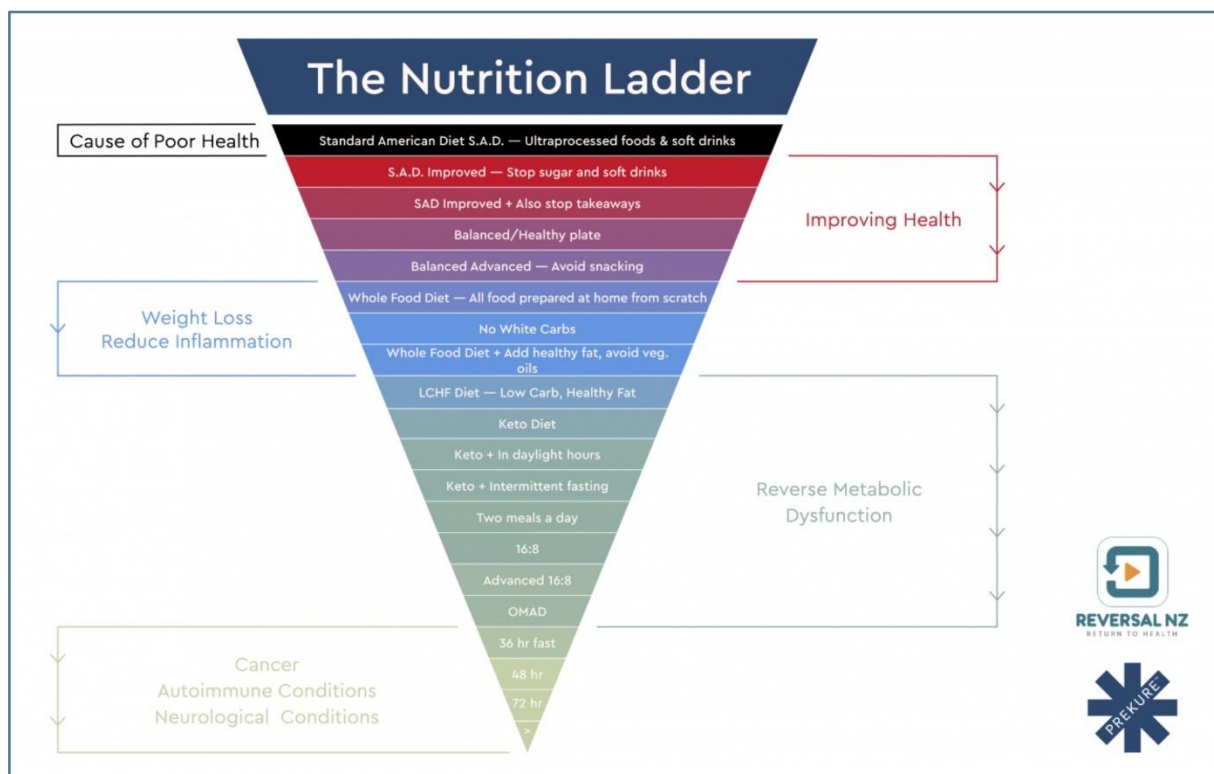 The Nutrition Ladder
Cause of Poor Health
Standard American Diet S.A.D. — Ultraprocessed foods & soft drinks
S.A.D. Improved — Stop sugar and soft drinks
SAD Improved + Also stop takeaways
Balanced/Healthy plate
Balanced Advanced — Avoid snacking
Improving Health
Whole Food Diet — All food prepared at home from scratch
No White Carbs
Whole Food Diet + Add healthy fat, avoid veg.
oils
Weight Loss
Reduce Inflammation
LCHF Diet — Low Carb, Healthy Fat
Keto Diet
Keto + In daylight hours
Keto + Intermittent fasting
Two meals a day
16:8
Advanced 16:8
OMAD
Reverse Metabolic
Dysfunction
36 hr fast
48 hr
72 hr
>
Cancer
Autoimmune Conditions
Neurological Conditions
REVERSAL NZ
RETURN TO HEALTH
PREKURE™